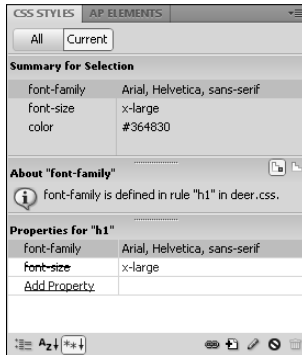 CSS STYLES AP ELEMENTS
All Current
Summary for Selection
font-family Arial, Helvetica, sans-serif
font-size x-large
color #364830
About "font-family"
font-family is defined in rule "h1" in deer.css.
Properties for "h1"
font-family Arial, Helvetica, sans-serif
font-size x-large
Add Property